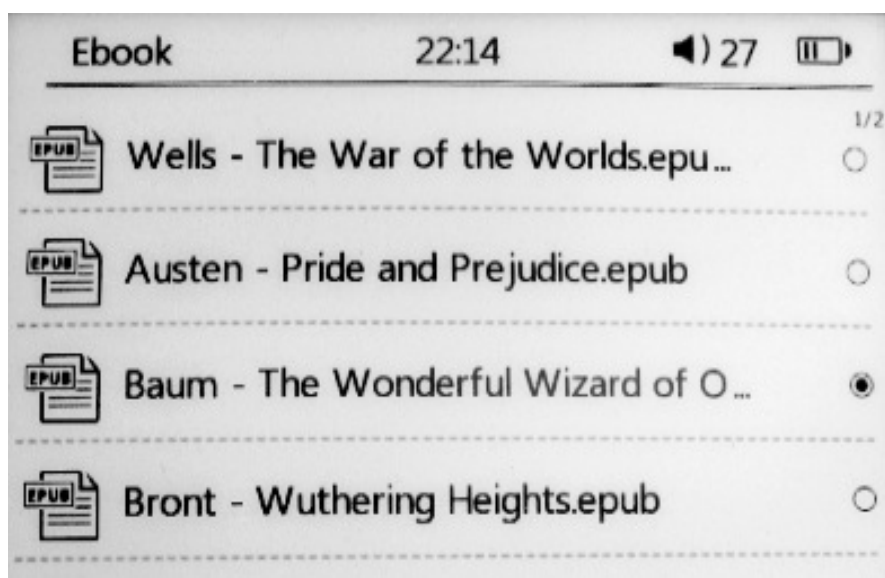 Ebook 22:14 27
1/2
EPUB Wells - The War of the Worlds.epu...
EPUB Austen - Pride and Prejudice.epub
EPUB Baum - The Wonderful Wizard of O...
EPUB Bront - Wuthering Heights.epub